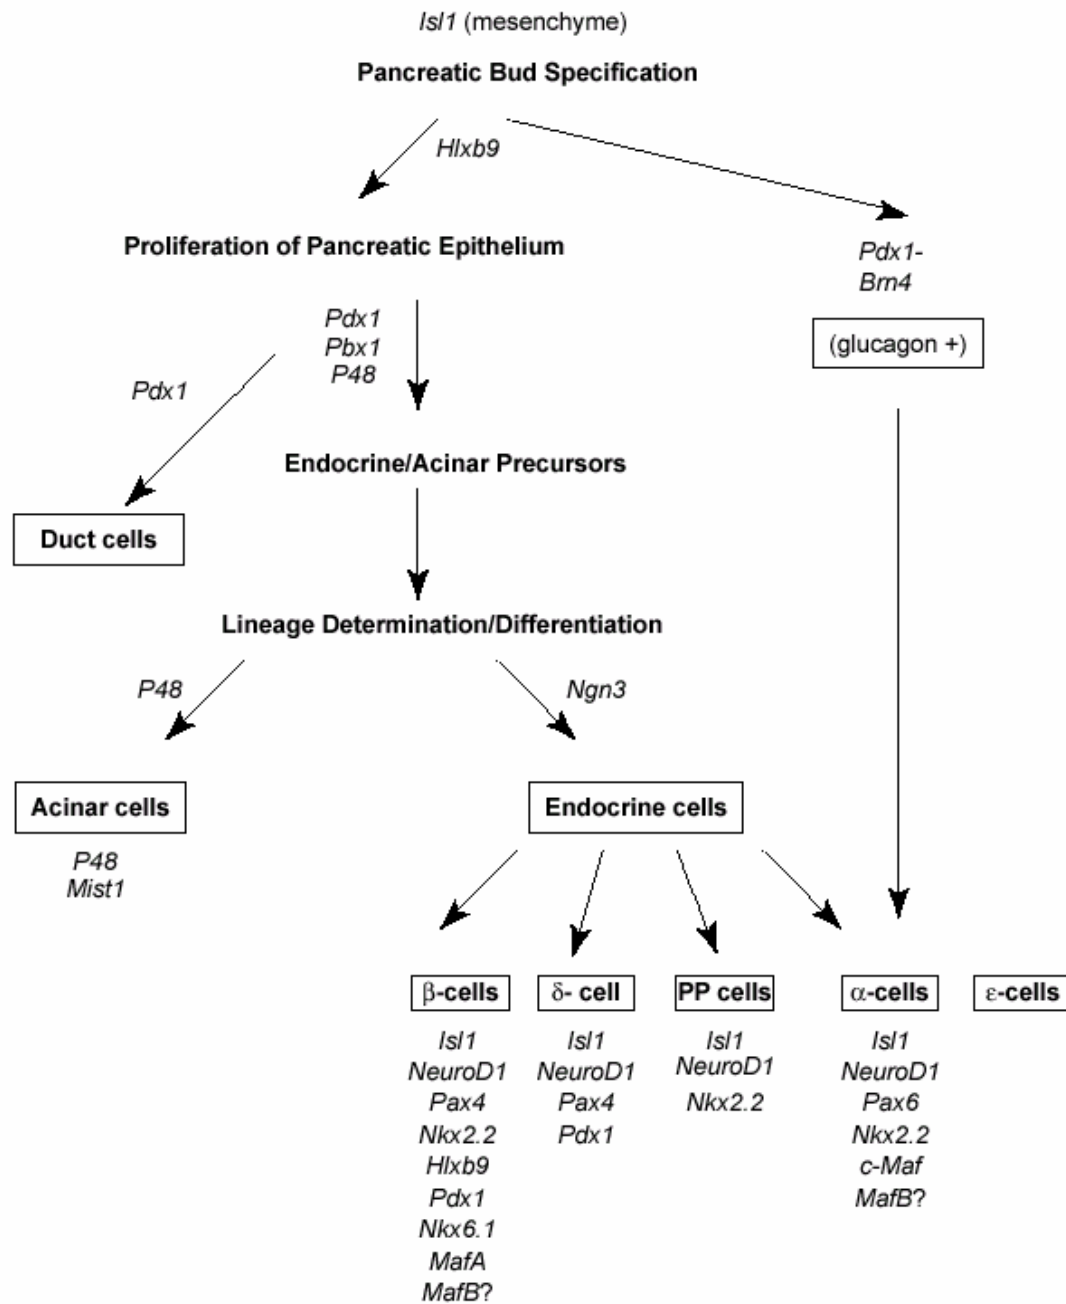 Isl1 (mesenchyme)
Pancreatic Bud Specification
Hlxb9
Proliferation of Pancreatic Epithelium
Pdx1-
Brn4
(glucagon +)
Pdx1
Pbx1
P48
Pdx1
Endocrine/Acinar Precursors
Duct cells
Lineage Determination/Differentiation
P48
Ngn3
Acinar cells
P48
Mist1
Endocrine cells
β-cells
Isl1
NeuroD1
Pax4
Nkx2.2
Hlxb9
Pdx1
Nkx6.1
MafA
MafB?
δ- cell
Isl1
NeuroD1
Pax4
Pdx1
PP cells
Isl1
NeuroD1
Nkx2.2
α-cells
Isl1
NeuroD1
Pax6
Nkx2.2
c-Maf
MafB?
ε-cells